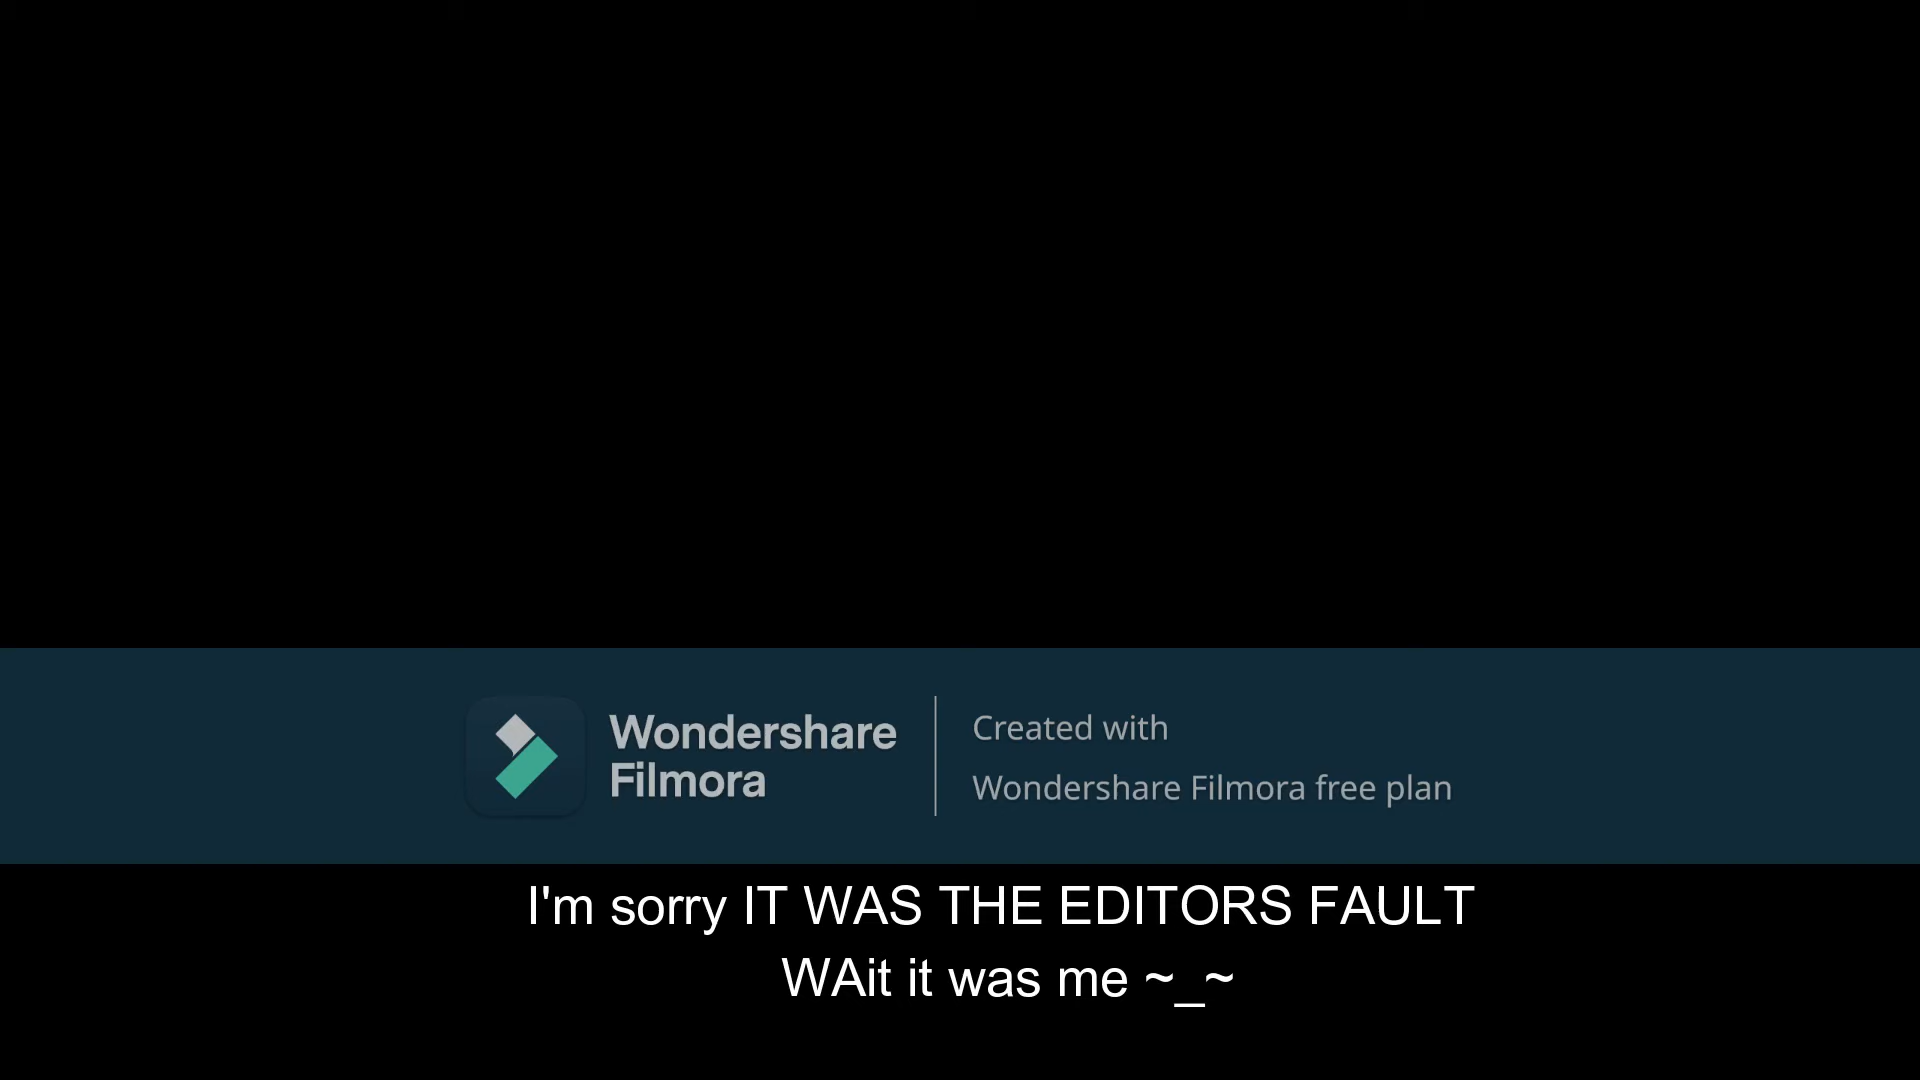 Wondershare
Filmora
Created with
Wondershare Filmora free plan
I'm sorry IT WAS THE EDITORS FAULT
WAit it was me ~_~